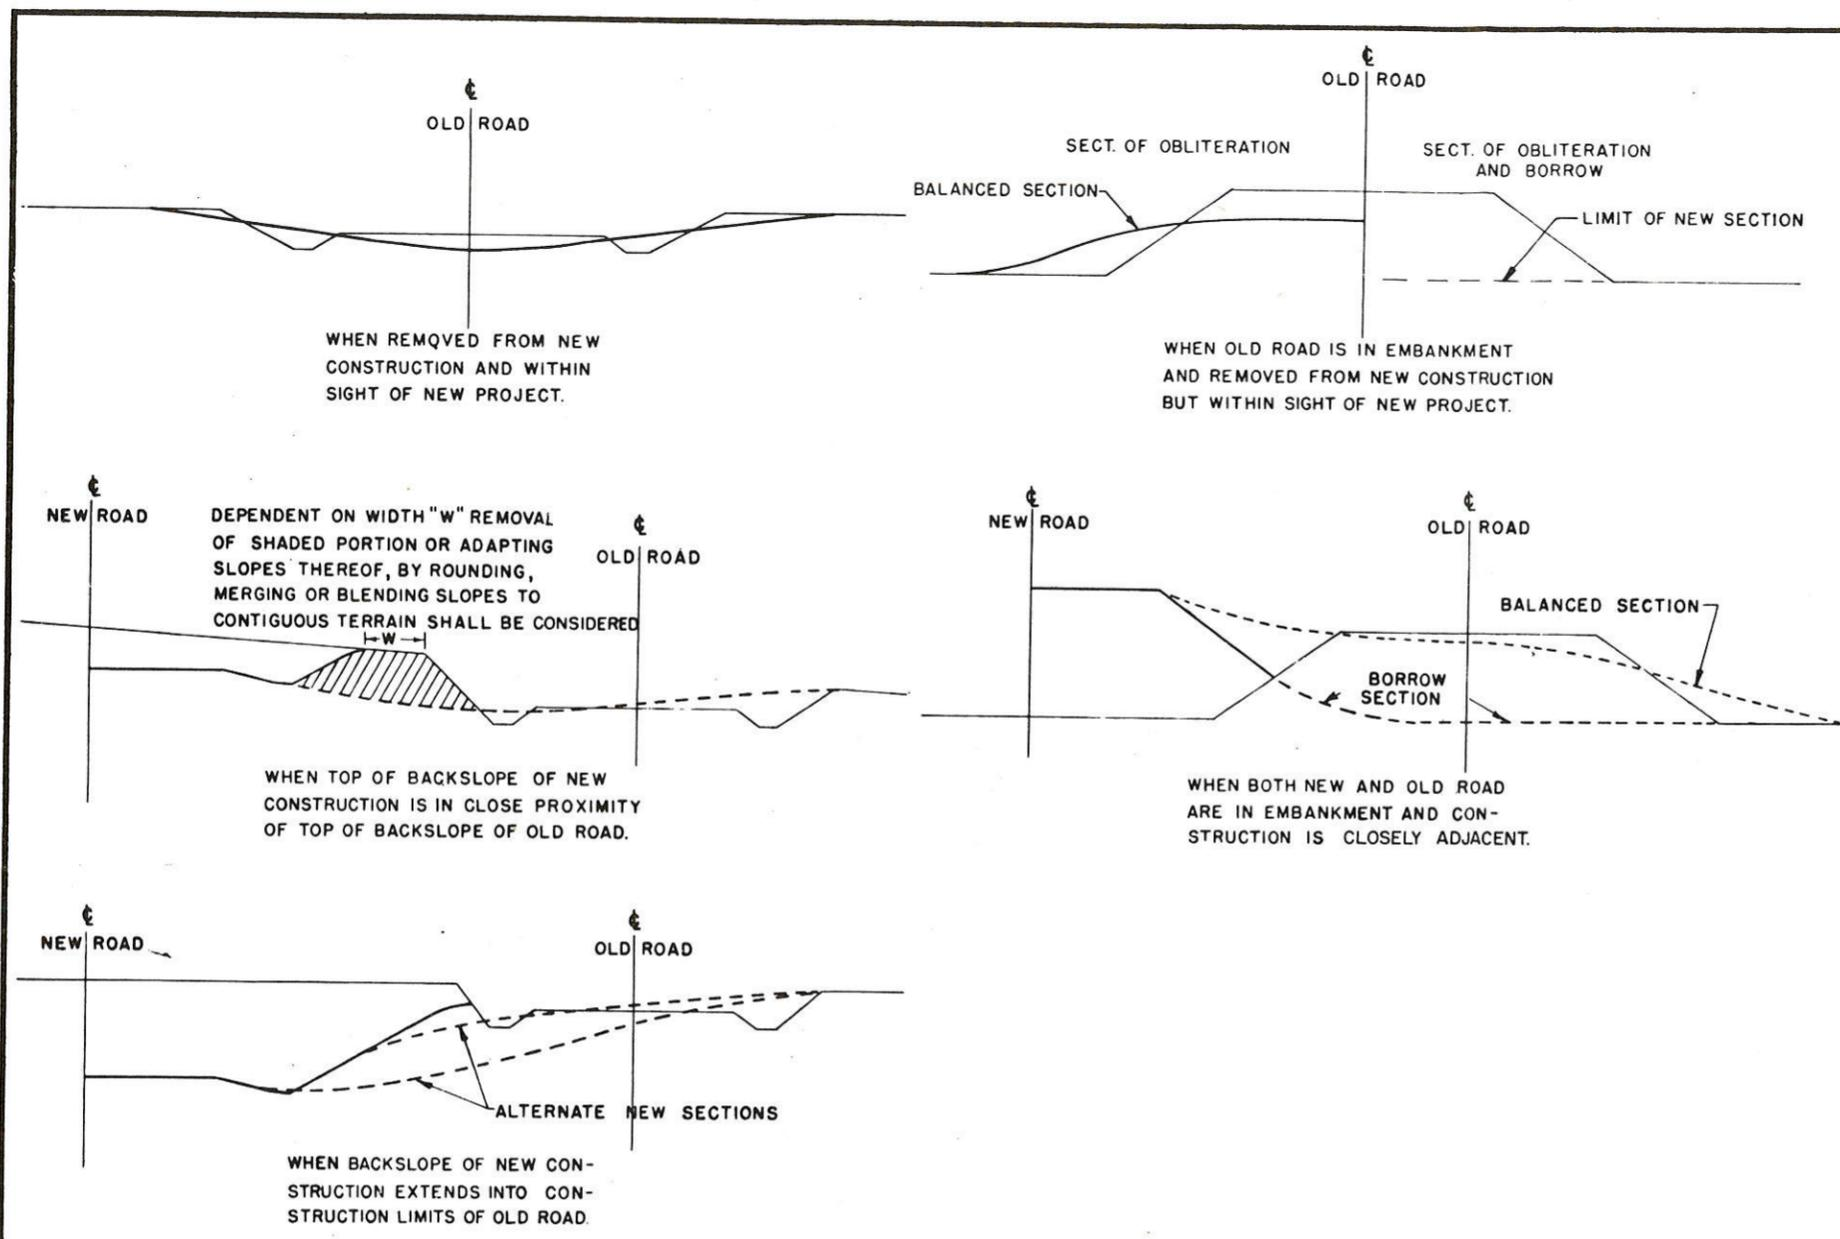 ℄
OLD ROAD
WHEN REMOVED FROM NEW
CONSTRUCTION AND WITHIN
SIGHT OF NEW PROJECT.
℄
OLD ROAD
SECT. OF OBLITERATION
SECT. OF OBLITERATION
AND BORROW
BALANCED SECTION
LIMIT OF NEW SECTION
WHEN OLD ROAD IS IN EMBANKMENT
AND REMOVED FROM NEW CONSTRUCTION
BUT WITHIN SIGHT OF NEW PROJECT.
℄
NEW ROAD
DEPENDENT ON WIDTH "W" REMOVAL
OF SHADED PORTION OR ADAPTING
SLOPES THEREOF, BY ROUNDING,
MERGING OR BLENDING SLOPES TO
CONTIGUOUS TERRAIN SHALL BE CONSIDERED
W
℄
OLD ROAD
WHEN TOP OF BACKSLOPE OF NEW
CONSTRUCTION IS IN CLOSE PROXIMITY
OF TOP OF BACKSLOPE OF OLD ROAD.
℄
NEW ROAD
℄
OLD ROAD
BALANCED SECTION
BORROW
SECTION
WHEN BOTH NEW AND OLD ROAD
ARE IN EMBANKMENT AND CON-
STRUCTION IS CLOSELY ADJACENT.
℄
NEW ROAD
℄
OLD ROAD
ALTERNATE NEW SECTIONS
WHEN BACKSLOPE OF NEW CON-
STRUCTION EXTENDS INTO CON-
STRUCTION LIMITS OF OLD ROAD.